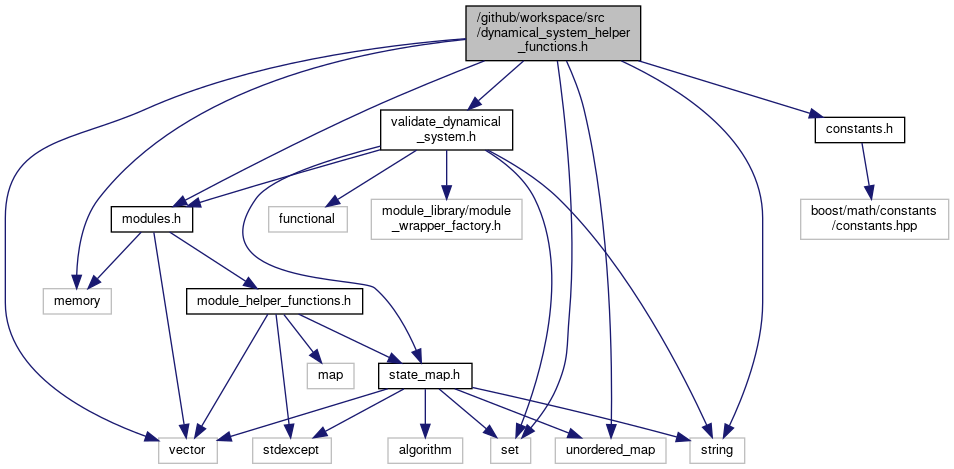 /github/workspace/src
/dynamical_system_helper
_functions.h
validate_dynamical
_system.h
constants.h
modules.h
functional
module_library/module
_wrapper_factory.h
boost/math/constants
/constants.hpp
memory
module_helper_functions.h
map
state_map.h
vector
stdexcept
algorithm
set
unordered_map
string